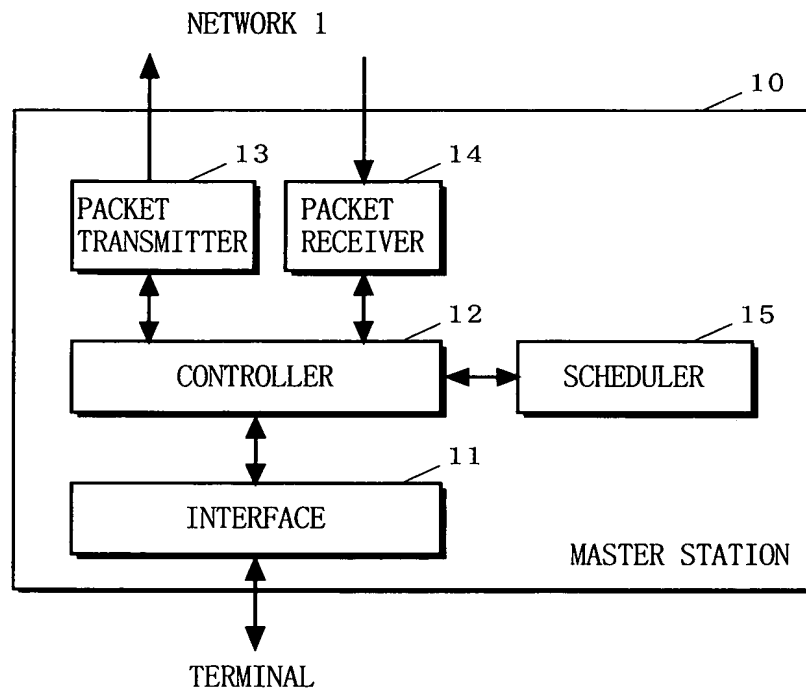 NETWORK 1
10
13
14
PACKET
TRANSMITTER
PACKET
RECEIVER
12
15
CONTROLLER
SCHEDULER
11
INTERFACE
MASTER STATION
TERMINAL